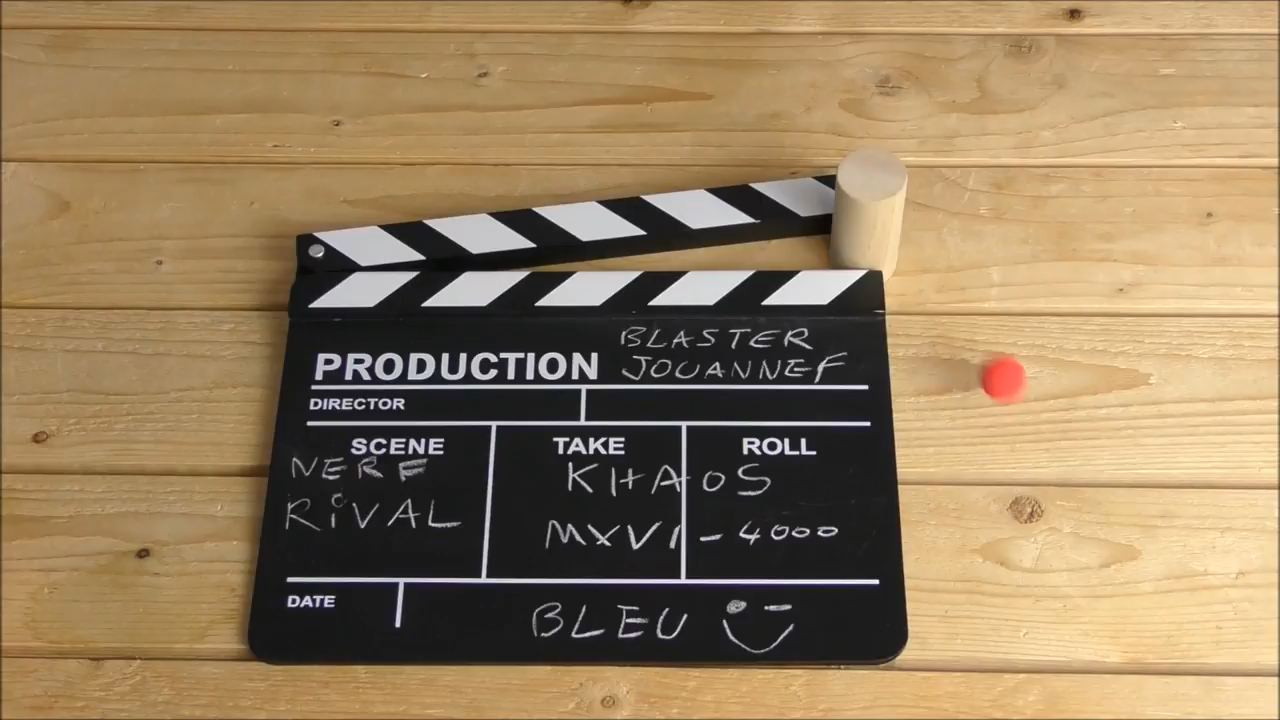 BLASTER
PRODUCTION JOUANNEF
DIRECTOR
SCENE TAKE ROLL
NERF KHAOS
RIVAL MXVI-4000
DATE BLEU